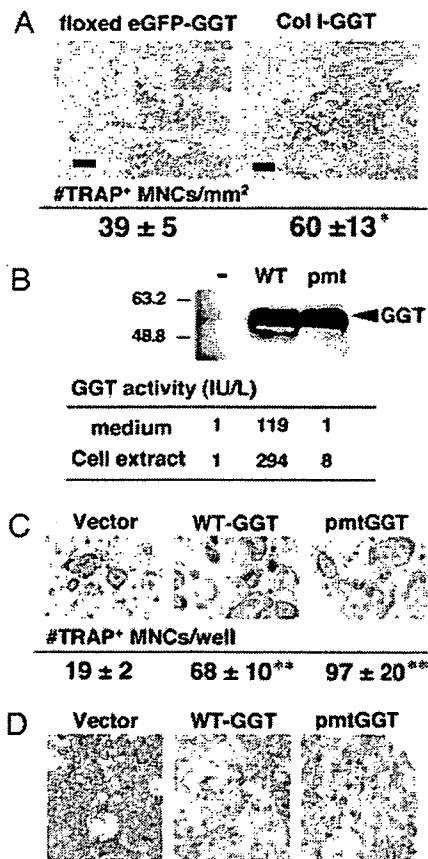 A
floxed eGFP-GGT Col I-GGT
#TRAP+ MNCs/mm²
39 ± 5 60 ±13*
B
- WT pmt
63.2
48.8
GGT
GGT activity (IU/L)
medium 1 119 1
Cell extract 1 294 8
C
Vector WT-GGT pmtGGT
#TRAP+ MNCs/well
19 ± 2 68 ± 10** 97 ± 20**
D
Vector WT-GGT pmtGGT